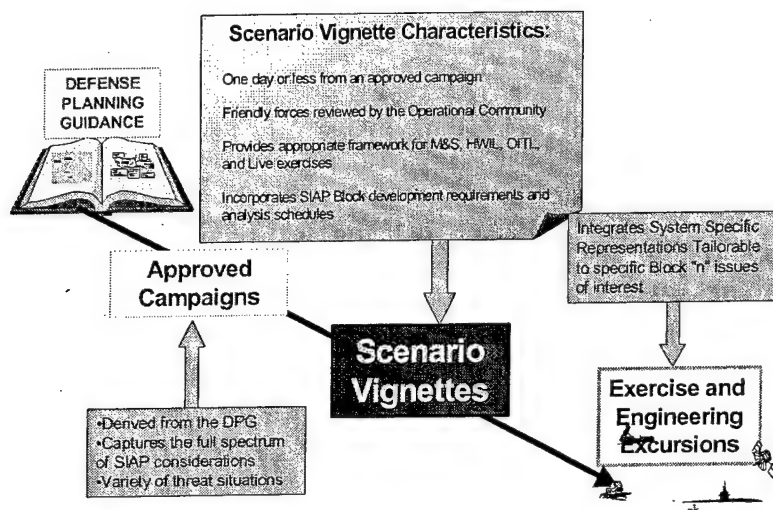 Scenario Vignette Characteristics:
One day or less from an approved campaign
Friendly forces reviewed by the Operational Community
Provides appropriate framework for M&S, HWIL, OITL,
and Live exercises
Incorporates SIAP Block development requirements and
analysis schedules
DEFENSE
PLANNING
GUIDANCE
Integrates System Specific
Representations Tailorable
to specific Block "n" issues
of interest
Approved
Campaigns
Scenario
Vignettes
Exercise and
Engineering
Excursions
•Derived from the DPG
•Captures the full spectrum
of SIAP considerations
•Variety of threat situations